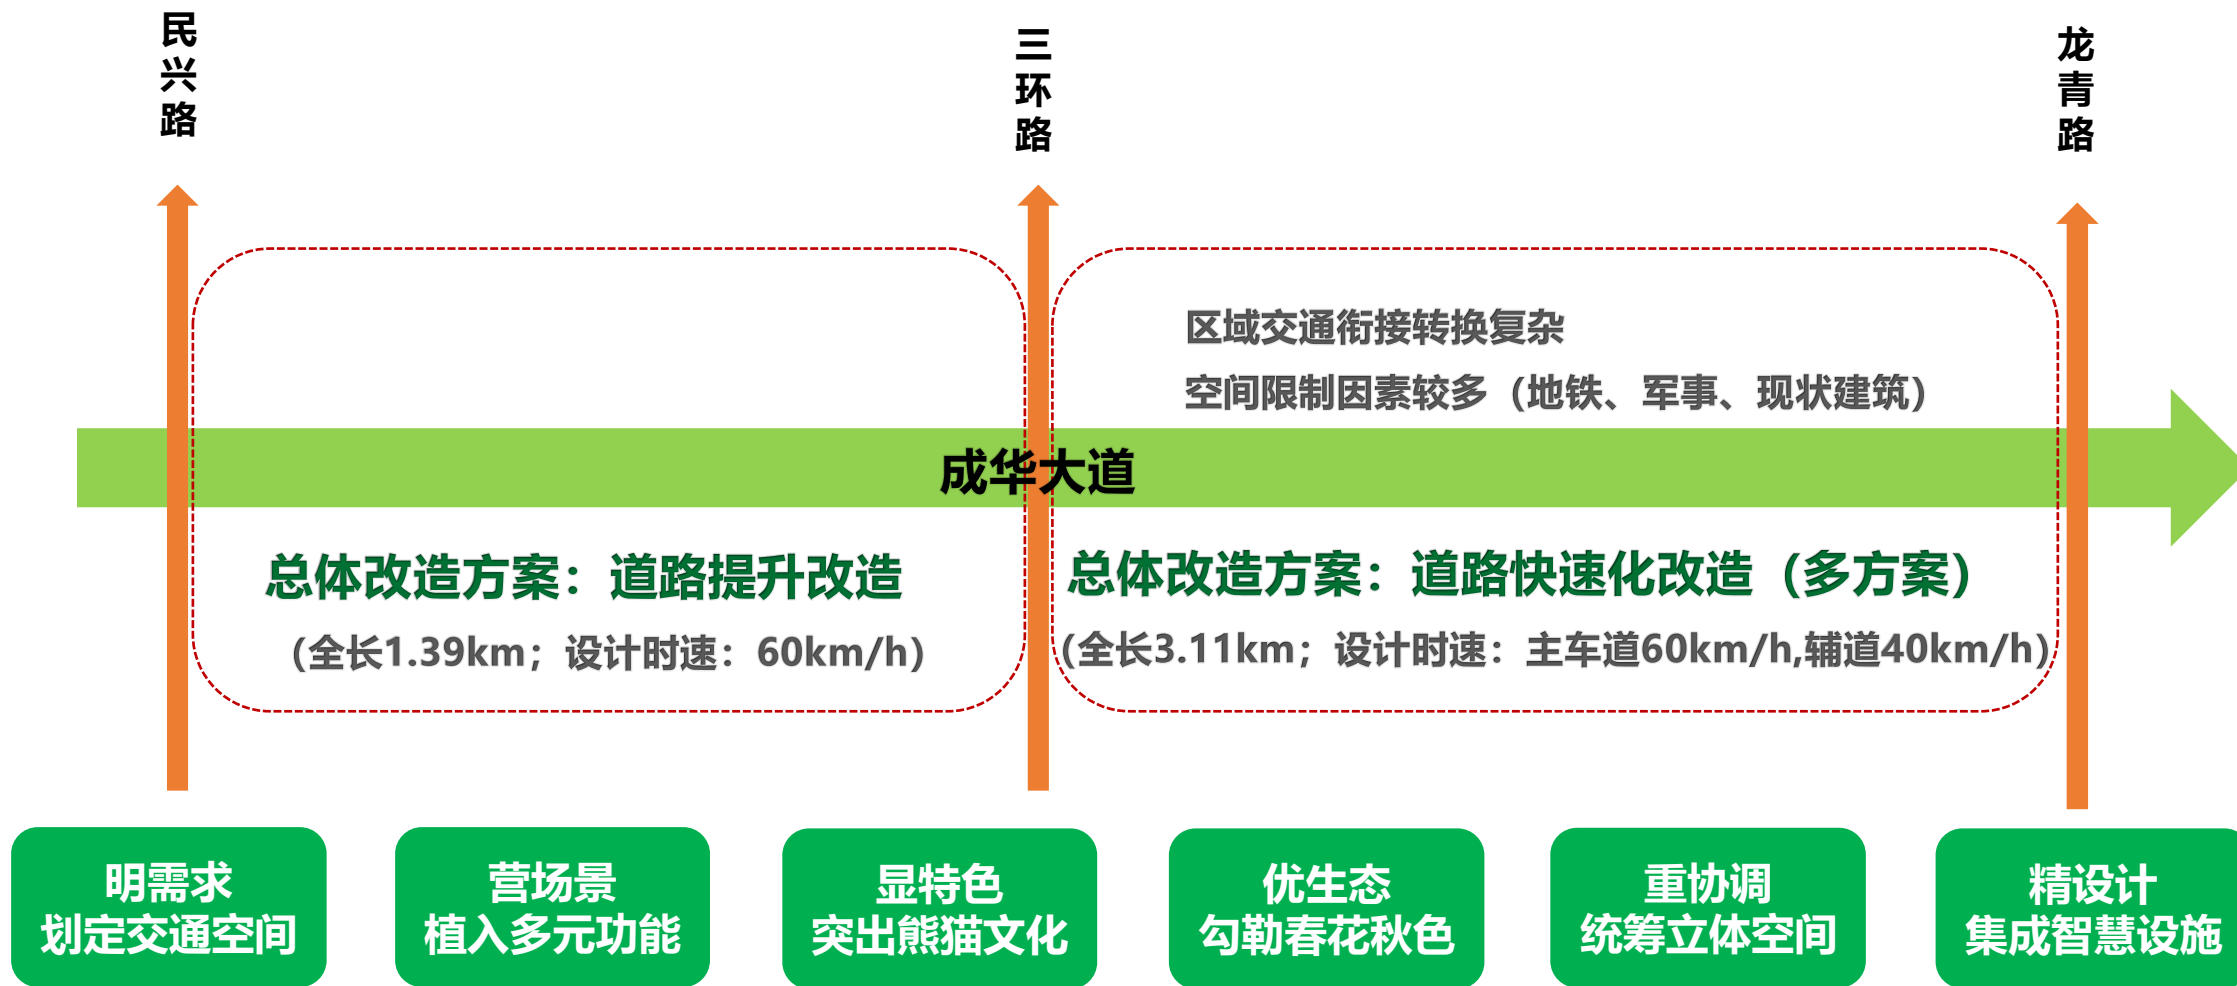 民兴路
三环路
龙青路
区域交通衔接转换复杂
空间限制因素较多（地铁、军事、现状建筑）
成华大道
总体改造方案：道路提升改造
（全长1.39km；设计时速：60km/h）
总体改造方案：道路快速化改造（多方案）
（全长3.11km；设计时速：主车道60km/h,辅道40km/h）
明需求
划定交通空间
营场景
植入多元功能
显特色
突出熊猫文化
优生态
勾勒春花秋色
重协调
统筹立体空间
精设计
集成智慧设施